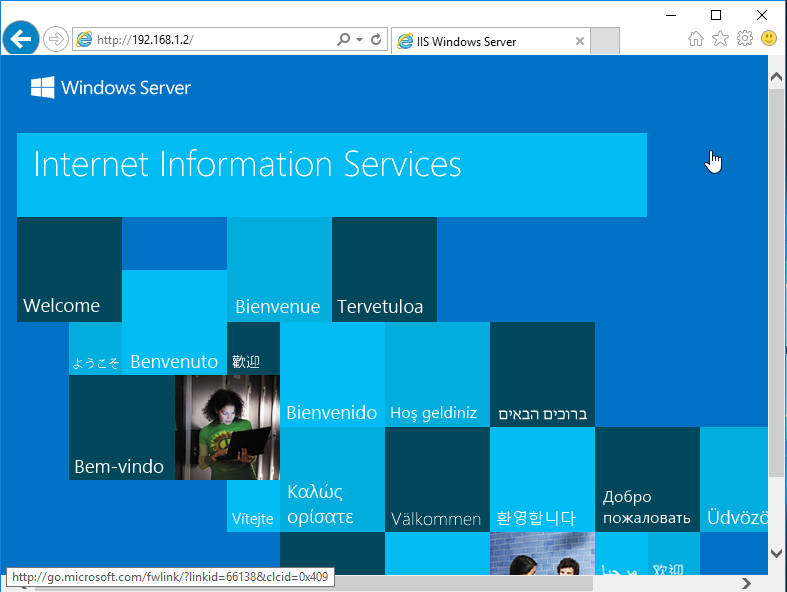 http://192.168.1.2/
IIS Windows Server
Windows Server
Internet Information Services
Welcome
Bienvenue
Tervetuloa
ようこそ
Benvenuto
歡迎
Bienvenido
Hoş geldiniz
ברוכים הבאים
Bem-vindo
Vítejte
Καλώς
ορίσατε
Välkommen
환영합니다
Добро
пожаловать
Üdvözö
欢迎
http://go.microsoft.com/fwlink/?linkid=66138&clcid=0x409